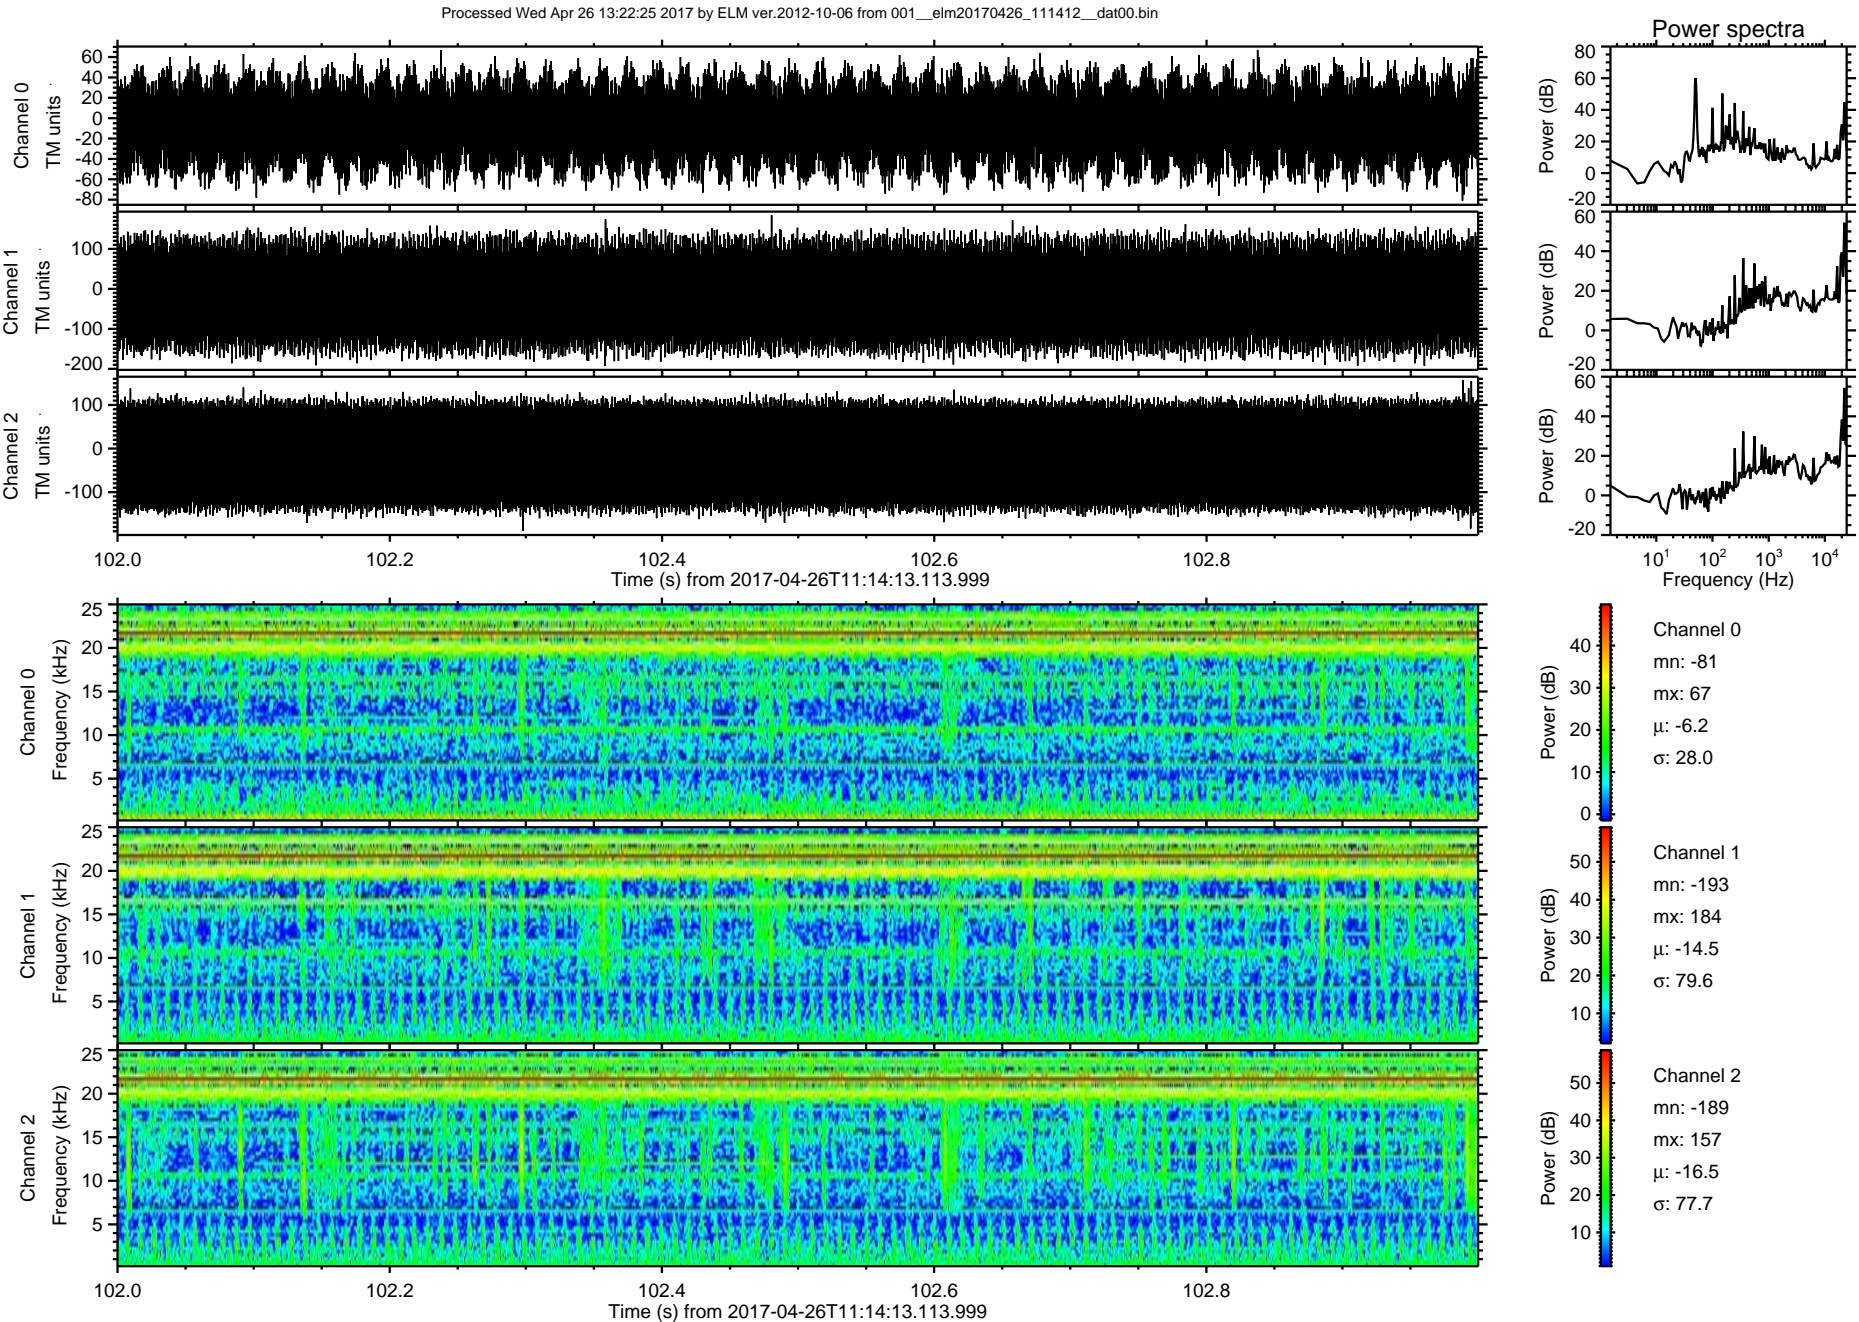 Processed Wed Apr 26 13:22:25 2017 by ELM ver.2012-10-06 from 001__elm20170426_111412__dat00.bin
Power spectra
Channel 0
TM units
60
40
20
0
-20
-40
-60
-80
Power (dB)
80
60
40
20
0
-20
Channel 1
TM units
100
0
-100
-200
Power (dB)
60
40
20
0
-20
Channel 2
TM units
100
0
-100
Power (dB)
60
40
20
0
-20
102.0 102.2 102.4 102.6 102.8
Time (s) from 2017-04-26T11:14:13.113.999
10¹ 10² 10³ 10⁴
Frequency (Hz)
Channel 0
Frequency (kHz)
25
20
15
10
5
Power (dB)
40
30
20
10
0
Channel 0
mn: -81
mx: 67
μ: -6.2
σ: 28.0
Channel 1
Frequency (kHz)
25
20
15
10
5
Power (dB)
50
40
30
20
10
Channel 1
mn: -193
mx: 184
μ: -14.5
σ: 79.6
Channel 2
Frequency (kHz)
25
20
15
10
5
Power (dB)
50
40
30
20
10
Channel 2
mn: -189
mx: 157
μ: -16.5
σ: 77.7
102.0 102.2 102.4 102.6 102.8
Time (s) from 2017-04-26T11:14:13.113.999